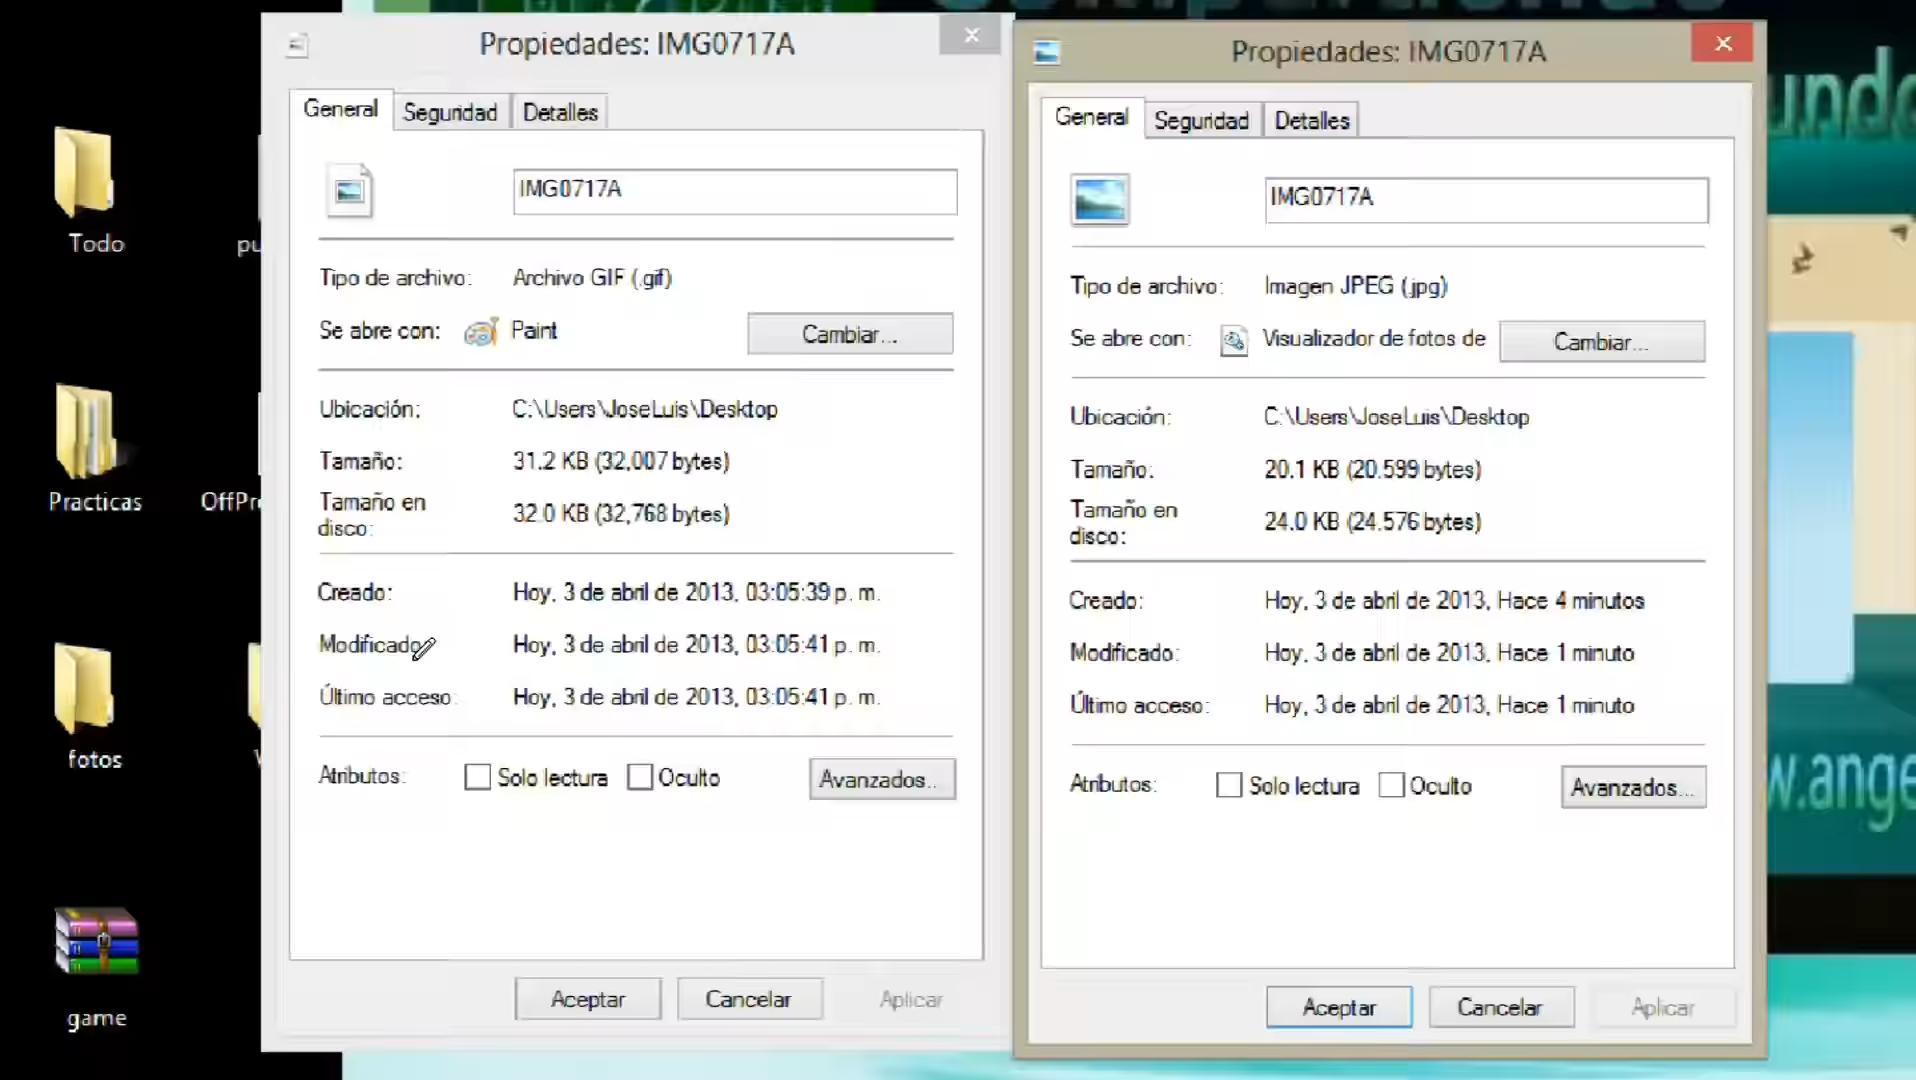 Propiedades: IMG0717A
General
Seguridad
Detalles
IMG0717A
Tipo de archivo: Archivo GIF (.gif)
Se abre con: Paint
Cambiar...
Ubicación: C:\Users\JoseLuis\Desktop
Tamaño: 31.2 KB (32,007 bytes)
Tamaño en disco: 32.0 KB (32,768 bytes)
Creado: Hoy, 3 de abril de 2013, 03:05:39 p. m.
Modificado: Hoy, 3 de abril de 2013, 03:05:41 p. m.
Último acceso: Hoy, 3 de abril de 2013, 03:05:41 p. m.
Atributos: Solo lectura Oculto
Avanzados...
Aceptar
Cancelar
Aplicar
Propiedades: IMG0717A
General
Seguridad
Detalles
IMG0717A
Tipo de archivo: Imagen JPEG (.jpg)
Se abre con: Visualizador de fotos de
Cambiar...
Ubicación: C:\Users\JoseLuis\Desktop
Tamaño: 20.1 KB (20.599 bytes)
Tamaño en disco: 24.0 KB (24.576 bytes)
Creado: Hoy, 3 de abril de 2013, Hace 4 minutos
Modificado: Hoy, 3 de abril de 2013, Hace 1 minuto
Último acceso: Hoy, 3 de abril de 2013, Hace 1 minuto
Atributos: Solo lectura Oculto
Avanzados...
Aceptar
Cancelar
Aplicar
Todo
pu
Practicas
OffPr
fotos
game
undo
w.ange